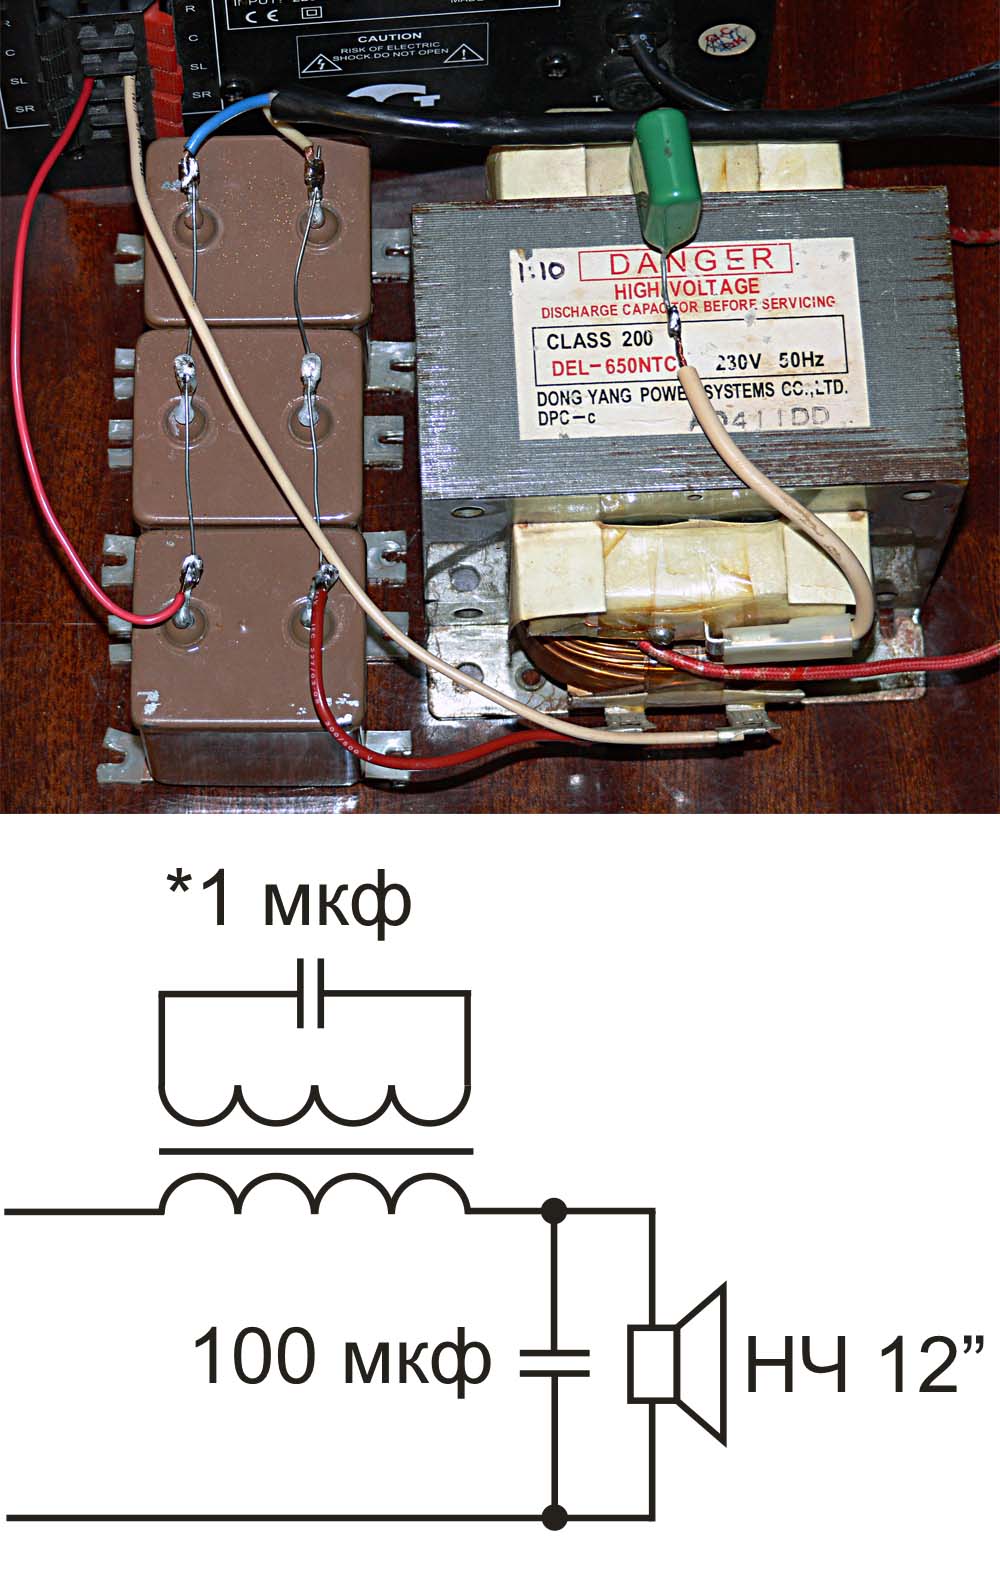 R
C
SL
SR
R
C
SL
SR
CE
CAUTION
RISK OF ELECTRIC
SHOCK.DO NOT OPEN
T-
1:10
DANGER
HIGH VOLTAGE
DISCHARGE CAPACITOR BEFORE SERVICING
CLASS 200
DEL-650NTC 230V 50Hz
DONG YANG POWER SYSTEMS CO.,LTD.
DPC-c
*1 мкф
100 мкф
НЧ 12”